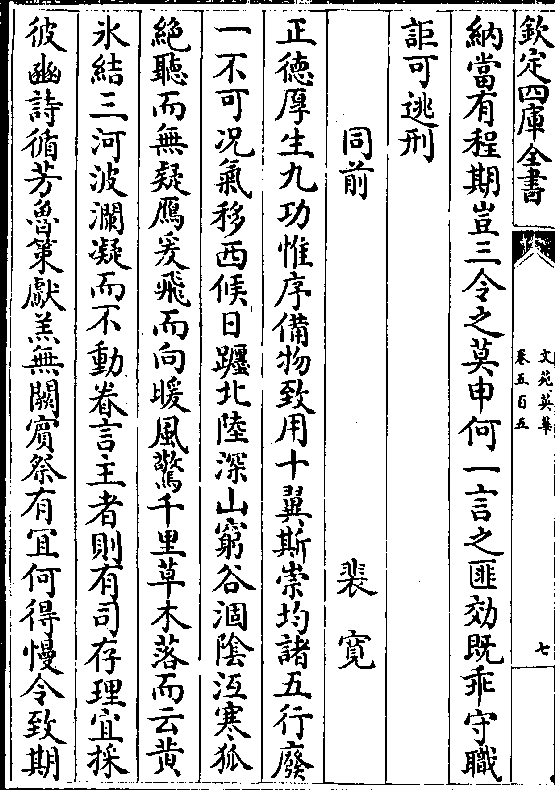 欽定四庫全書
文苑英華
卷五百五
七
納當有程期豈三令之莫申何一言之匪効既乖守職
詎可逃刑
同前 裴寛
正德厚生九功惟序備物致用十翼斯崇均諸五行廢
一不可况氣移西候日躔北陸深山窮谷涸隂沍寒狐
絶聽而無疑鴈爰飛而向暖風驚千里草木落而云黄
氷結三河波瀾凝而不動眷言主者則有司存理宜採
彼豳詩循芳魯策獻羔無闕賓祭有冝何得慢令致期